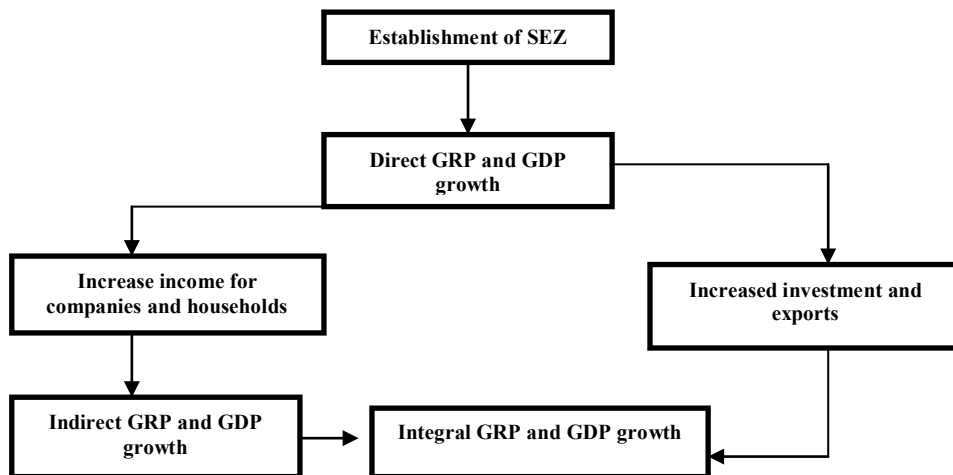 Establishment of SEZ
Direct GRP and GDP
growth
Increase income for
companies and households
Increased investment and
exports
Indirect GRP and GDP
growth
Integral GRP and GDP growth